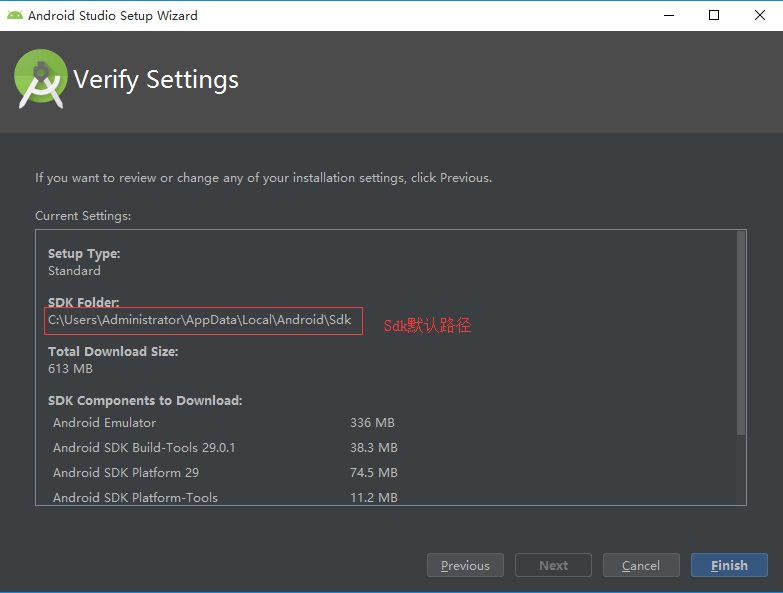 Android Studio Setup Wizard
Verify Settings
If you want to review or change any of your installation settings, click Previous.
Current Settings:
Setup Type:
Standard
SDK Folder:
C:\Users\Administrator\AppData\Local\Android\Sdk
Sdk默认路径
Total Download Size:
613 MB
SDK Components to Download:
Android Emulator 336 MB
Android SDK Build-Tools 29.0.1 38.3 MB
Android SDK Platform 29 74.5 MB
Android SDK Platform-Tools 11.2 MB
Previous Next Cancel Finish